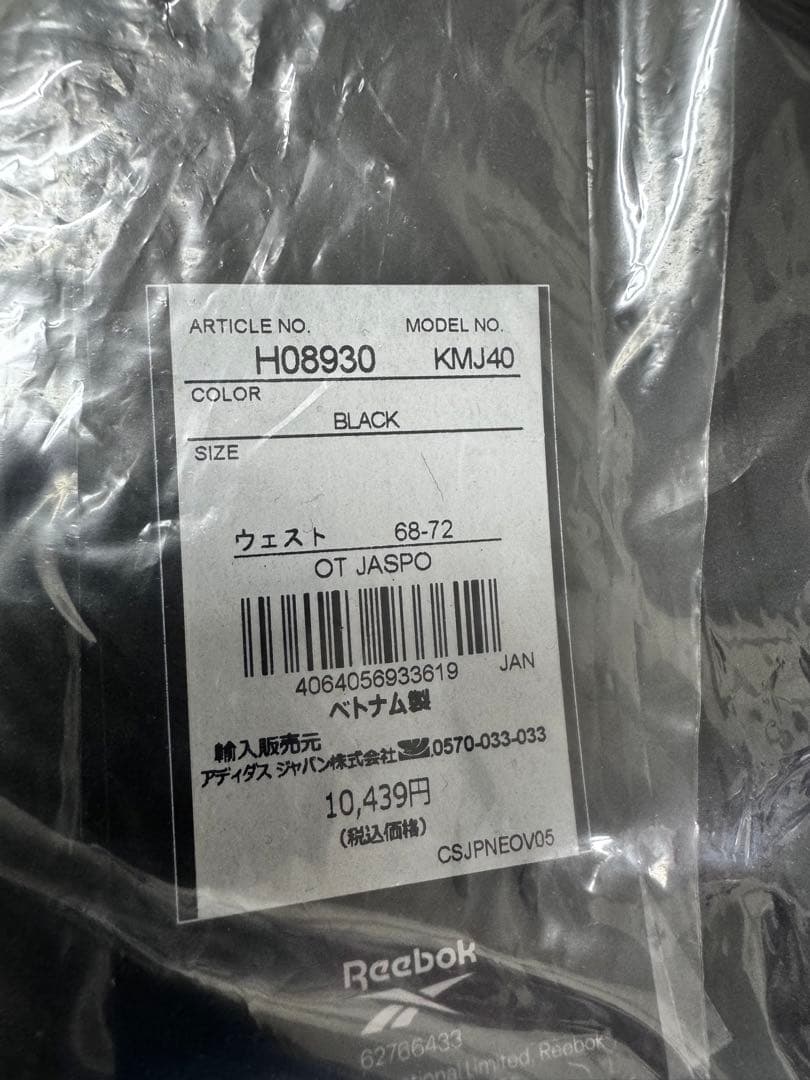 ARTICLE NO. MODEL NO.
H08930 KMJ40
COLOR
BLACK
SIZE
ウェスト 68-72
OT JASPO
4064056933619 JAN
ベトナム製
輸入販売元
アディダス ジャパン株式会社 0570-033-033
10,439円
(税込価格)
CSJPNEOV05
Reebok
62766433
ional Limited, Reebok